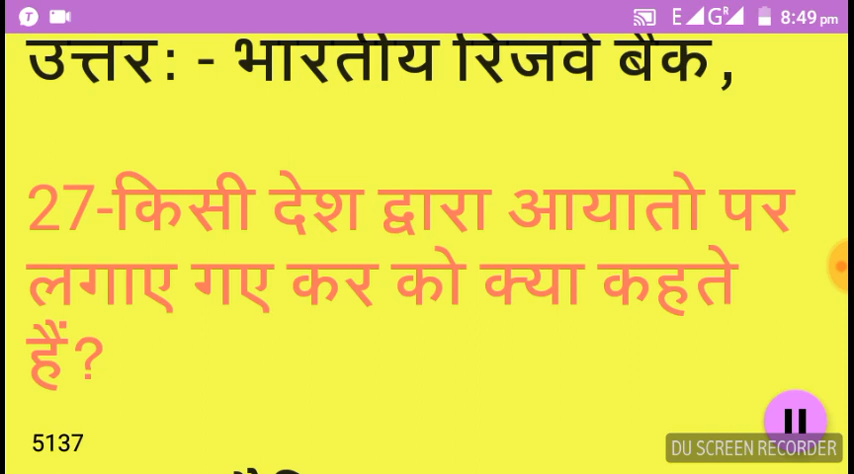 E G R 8:49 pm
उत्तर: - भारतीय रिजर्व बैंक,
27-किसी देश द्वारा आयातो पर
लगाए गए कर को क्या कहते
हैं?
5137
DU SCREEN RECORDER